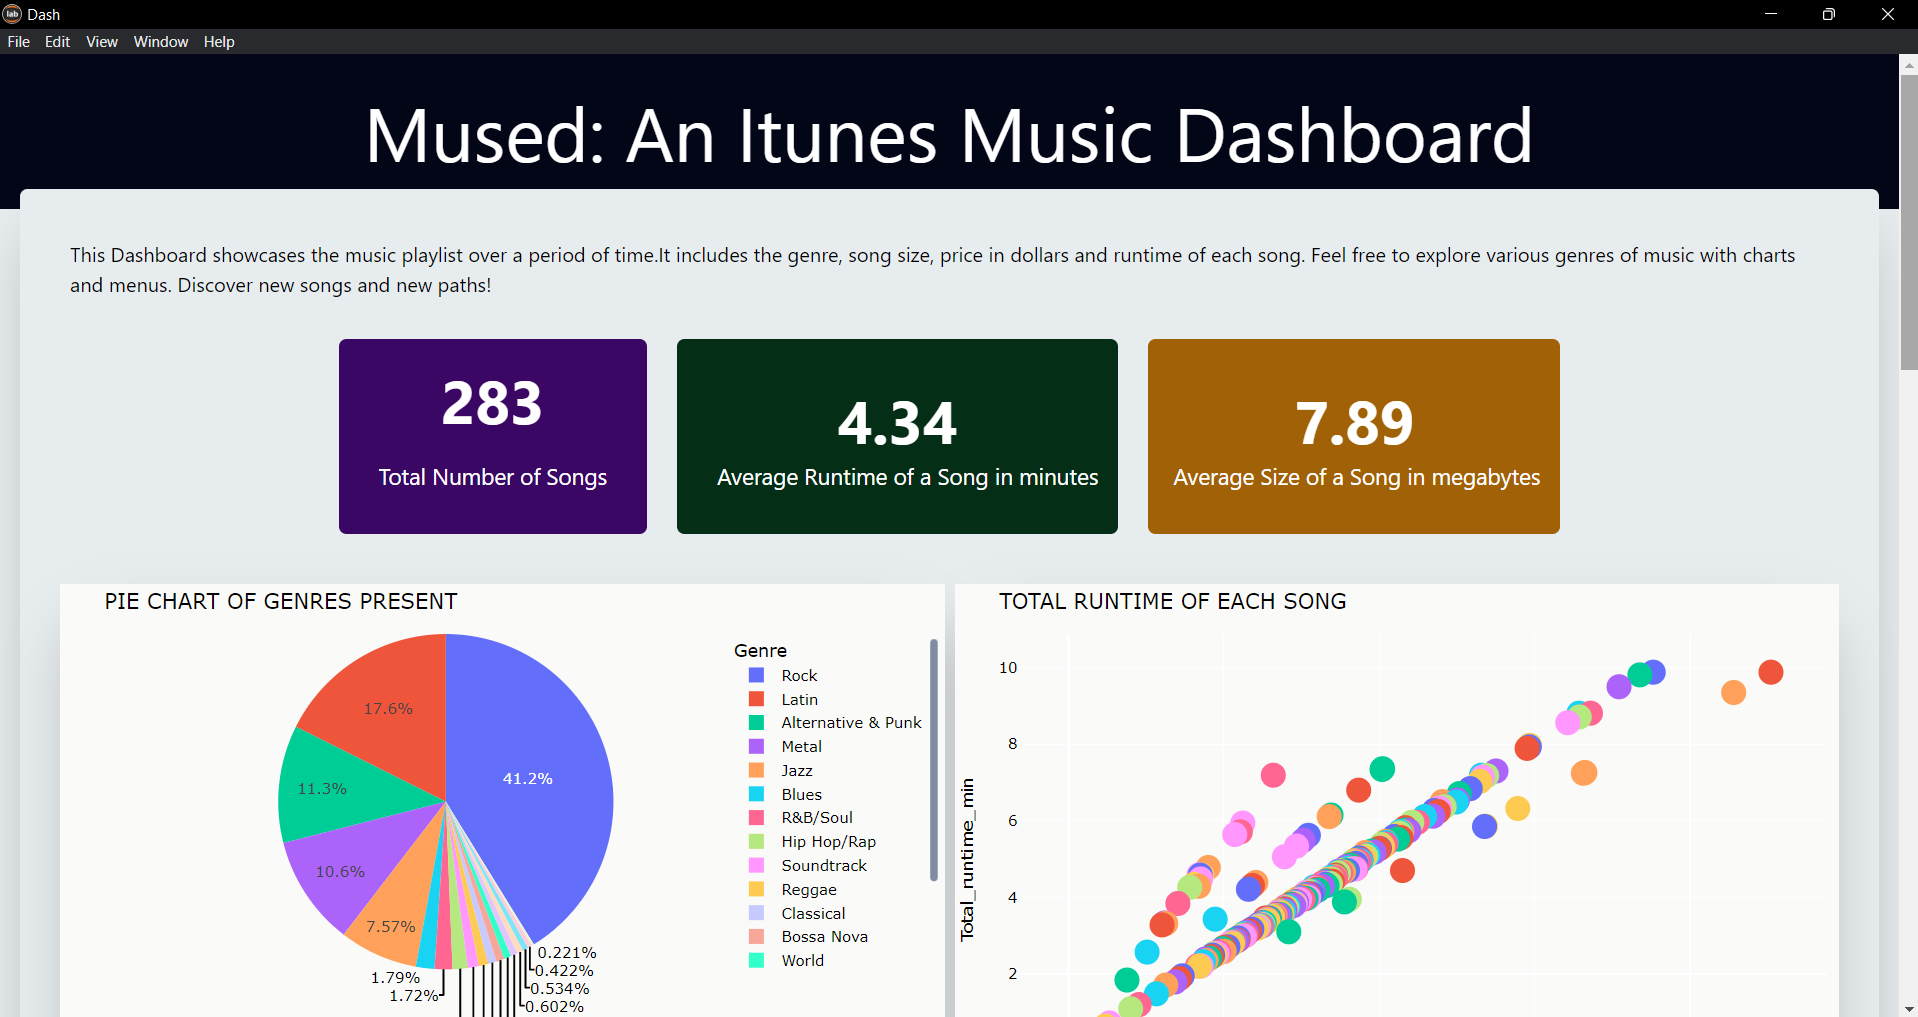 lab Dash
File Edit View Window Help
Mused: An Itunes Music Dashboard
This Dashboard showcases the music playlist over a period of time.It includes the genre, song size, price in dollars and runtime of each song. Feel free to explore various genres of music with charts
and menus. Discover new songs and new paths!
283
Total Number of Songs
4.34
Average Runtime of a Song in minutes
7.89
Average Size of a Song in megabytes
PIE CHART OF GENRES PRESENT
41.2%
17.6%
11.3%
10.6%
7.57%
1.79%
1.72%
0.221%
0.422%
0.534%
0.602%
Genre
Rock
Latin
Alternative & Punk
Metal
Jazz
Blues
R&B/Soul
Hip Hop/Rap
Soundtrack
Reggae
Classical
Bossa Nova
World
TOTAL RUNTIME OF EACH SONG
Total_runtime_min
10
8
6
4
2